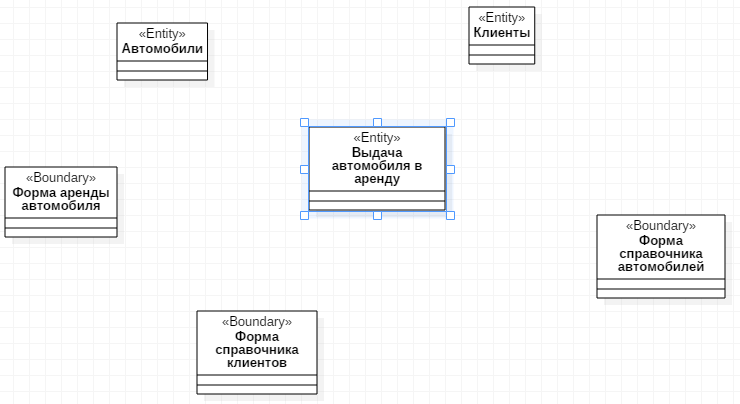 «Entity»
Автомобили
«Entity»
Клиенты
«Entity»
Выдача
автомобиля в
аренду
«Boundary»
Форма аренды
автомобиля
«Boundary»
Форма
справочника
автомобилей
«Boundary»
Форма
справочника
клиентов